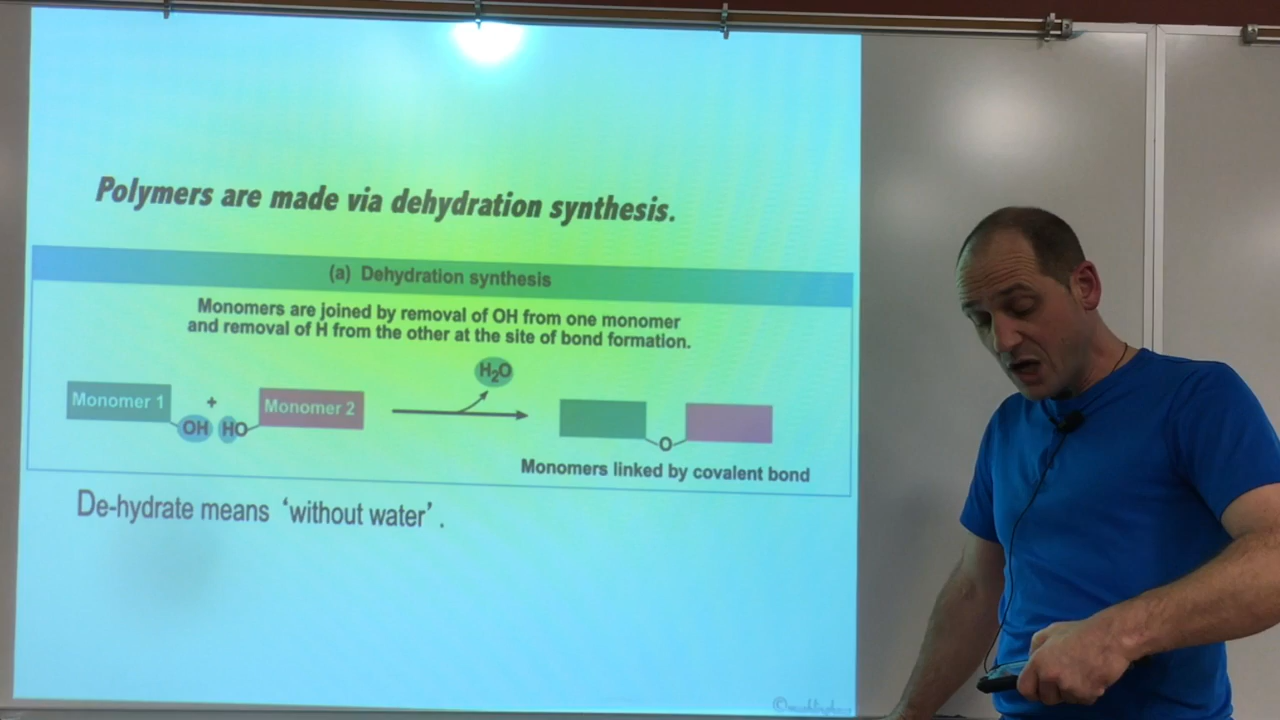 Polymers are made via dehydration synthesis.
(a) Dehydration synthesis
Monomers are joined by removal of OH from one monomer
and removal of H from the other at the site of bond formation.
H₂O
Monomer 1 + Monomer 2
OH HO
O
Monomers linked by covalent bond
De-hydrate means 'without water'.